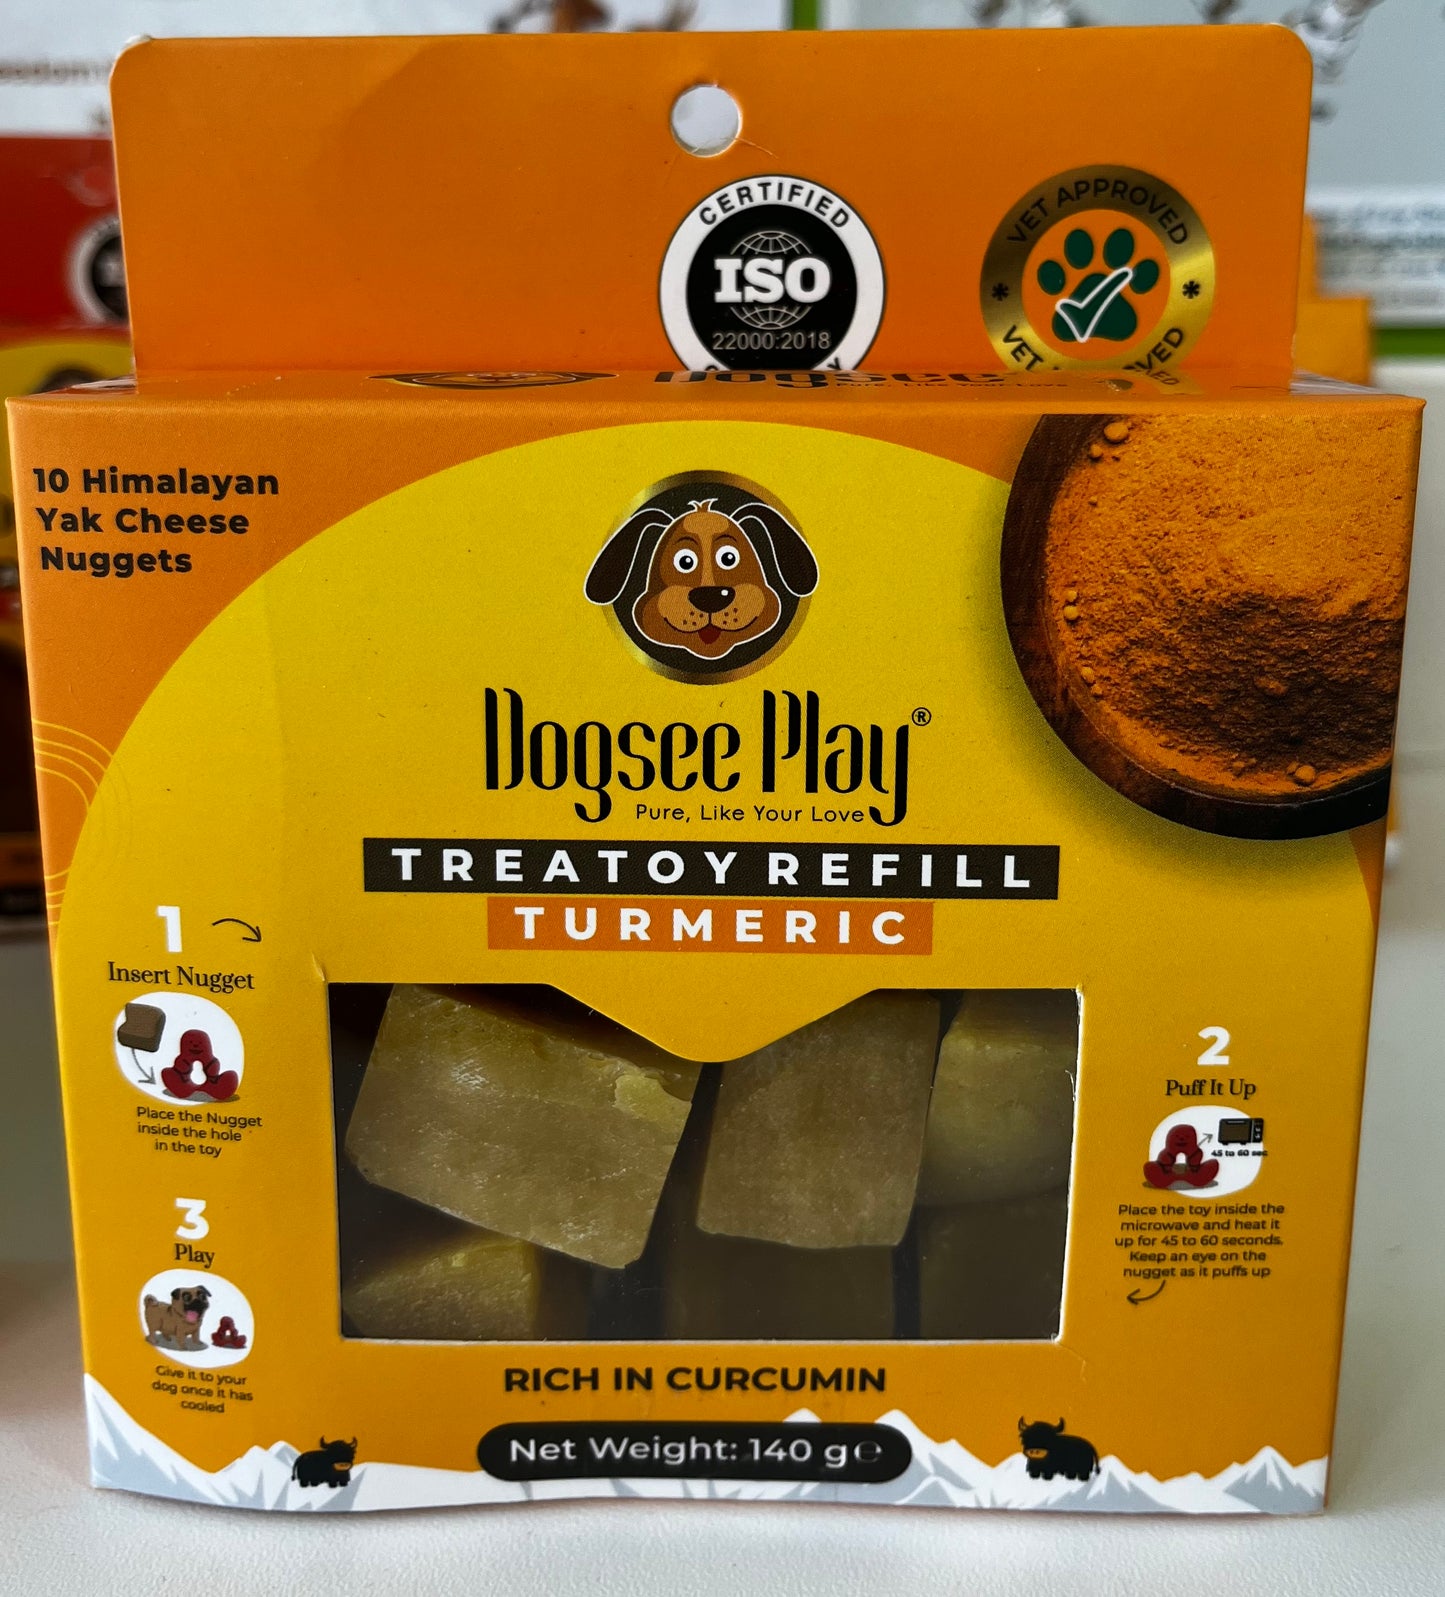 CERTIFIED
ISO
22000:2018
VET APPROVED
10 Himalayan
Yak Cheese
Nuggets
Dogsee Play®
Pure, Like Your Love
TREATOY REFILL
TURMERIC
1
Insert Nugget
Place the Nugget
inside the hole
in the toy
2
Puff It Up
45 to 60 sec
Place the toy inside the
microwave and heat it
up for 45 to 60 seconds.
Keep an eye on the
nugget as it puffs up
3
Play
Give it to your
dog once it has
cooled
RICH IN CURCUMIN
Net Weight: 140 g ℮